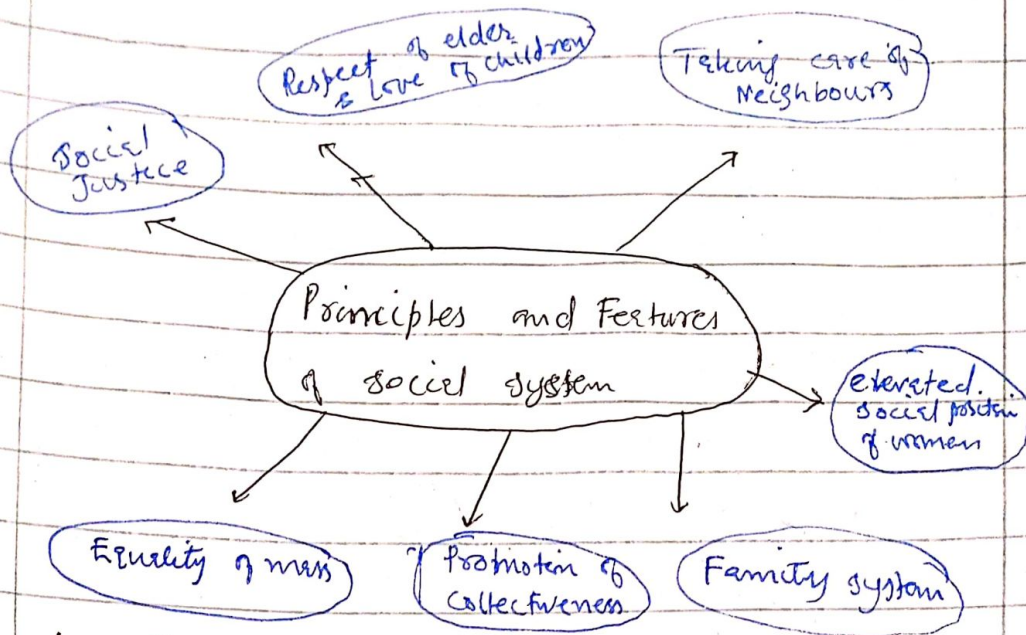 Respect of elder
& Love of children
Taking care of
Neighbours
Social
Justice
Principles and Features
of social system
elevated
social position
of women
Equality of mass
Promotion of
Collectiveness
Family system